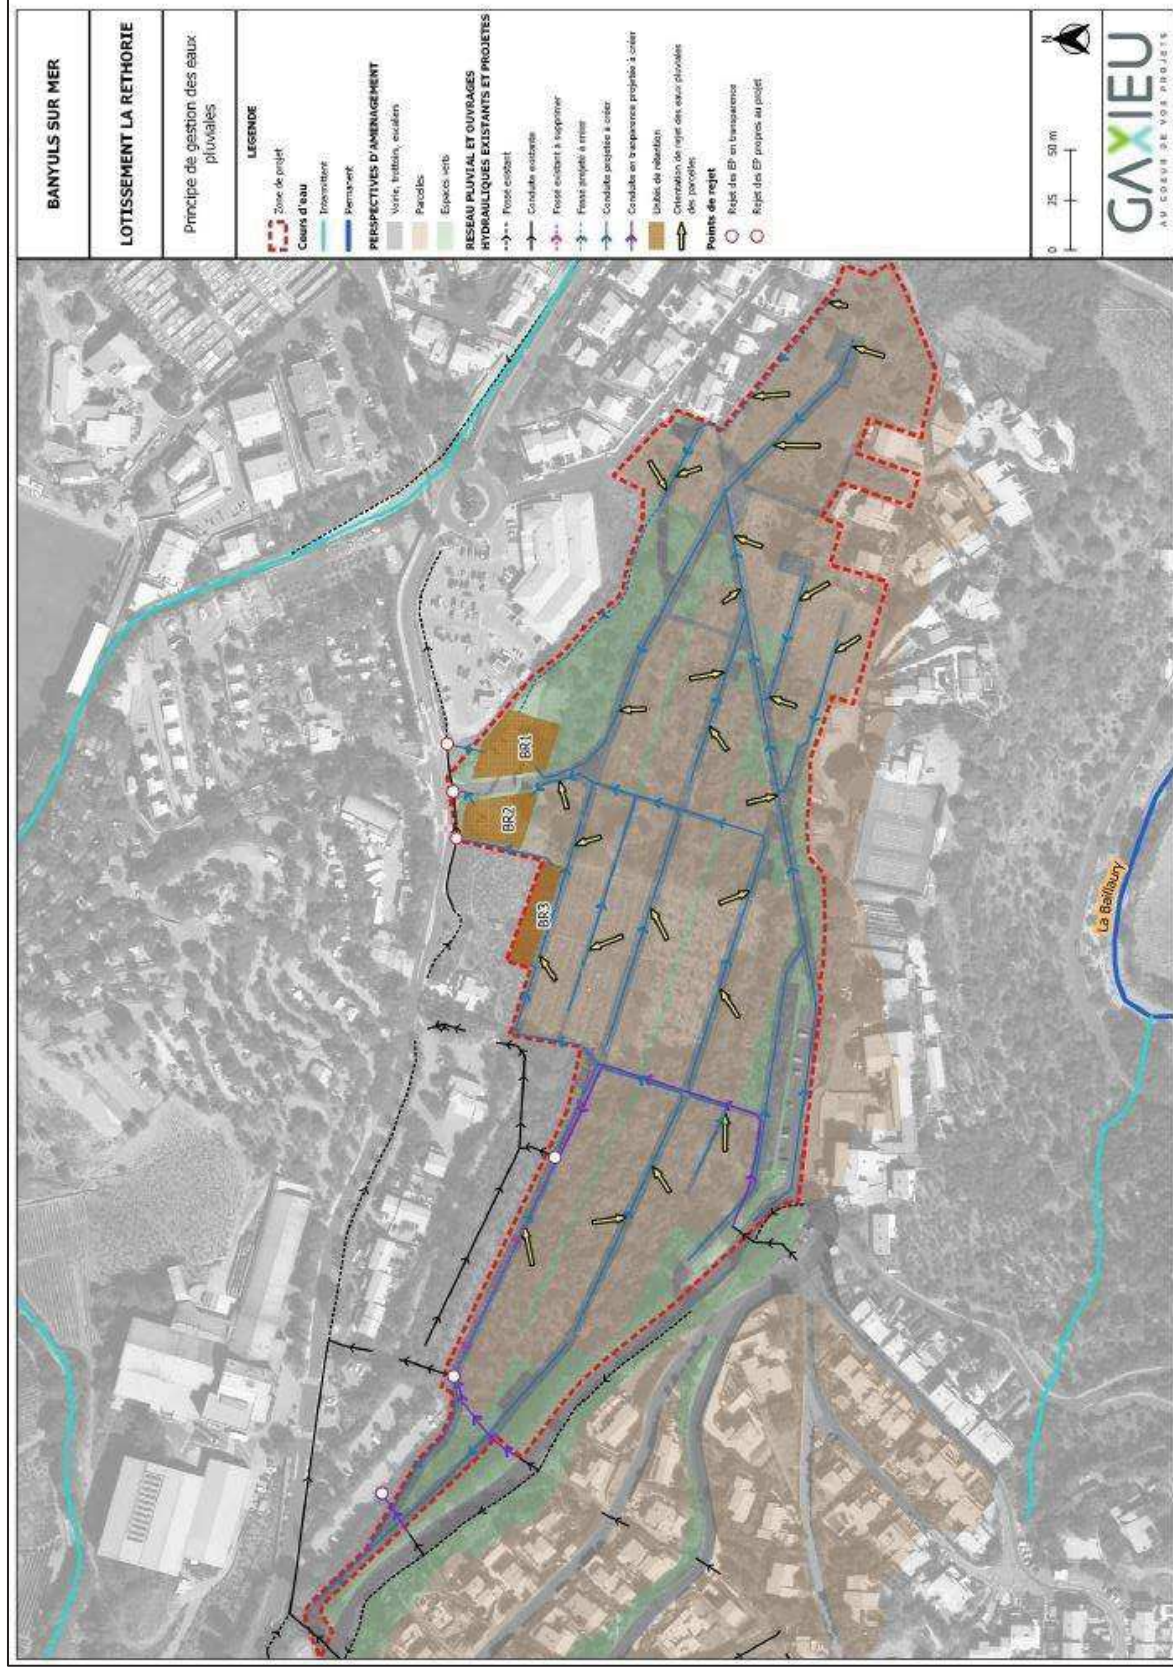 BANYULS SUR MER
LOTISSEMENT LA RETHORIE
Principe de gestion des eaux
pluviales
LEGENDE
Zone de projet
Cours d'eau
Intermittent
Permanent
PERSPECTIVES D'AMENAGEMENT
Voirie, trottoirs, escaliers
Parcelles
Espaces verts
RESEAU PLUVIAL ET OUVRAGES
HYDRAULIQUES EXISTANTS ET PROJETES
Fossé existant
Conduite existante
Fossé existant à supprimer
Fossé projeté à créer
Conduite projetée à créer
Conduite en transparence projetée à créer
Unités de rétention
Orientation de rejet des eaux pluviales
des parcelles
Points de rejet
Rejet des EP en transparence
Rejet des EP propres au projet
N
0 25 50 m
GAXIEU
AU COEUR DE VOS PROJETS
BR1
BR2
BR3
La Baillaury